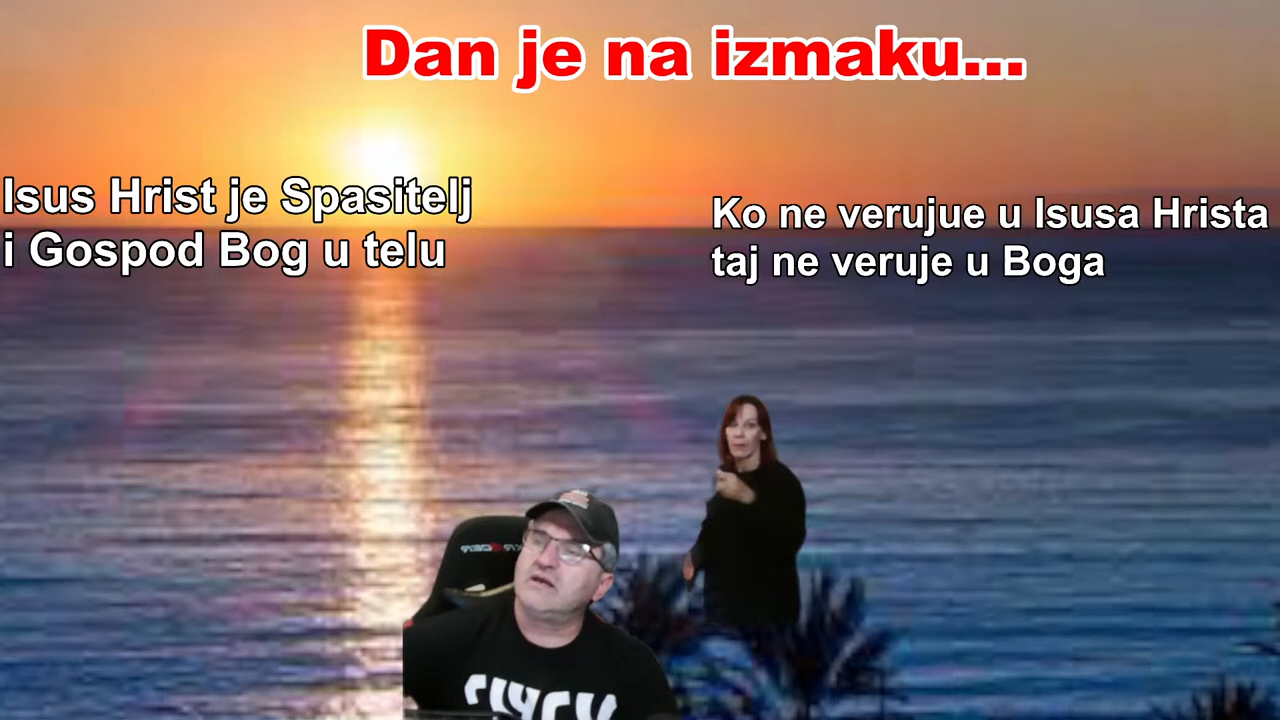 Dan je na izmaku...
Isus Hrist je Spasitelj
i Gospod Bog u telu
Ko ne verujue u Isusa Hrista
taj ne veruje u Boga